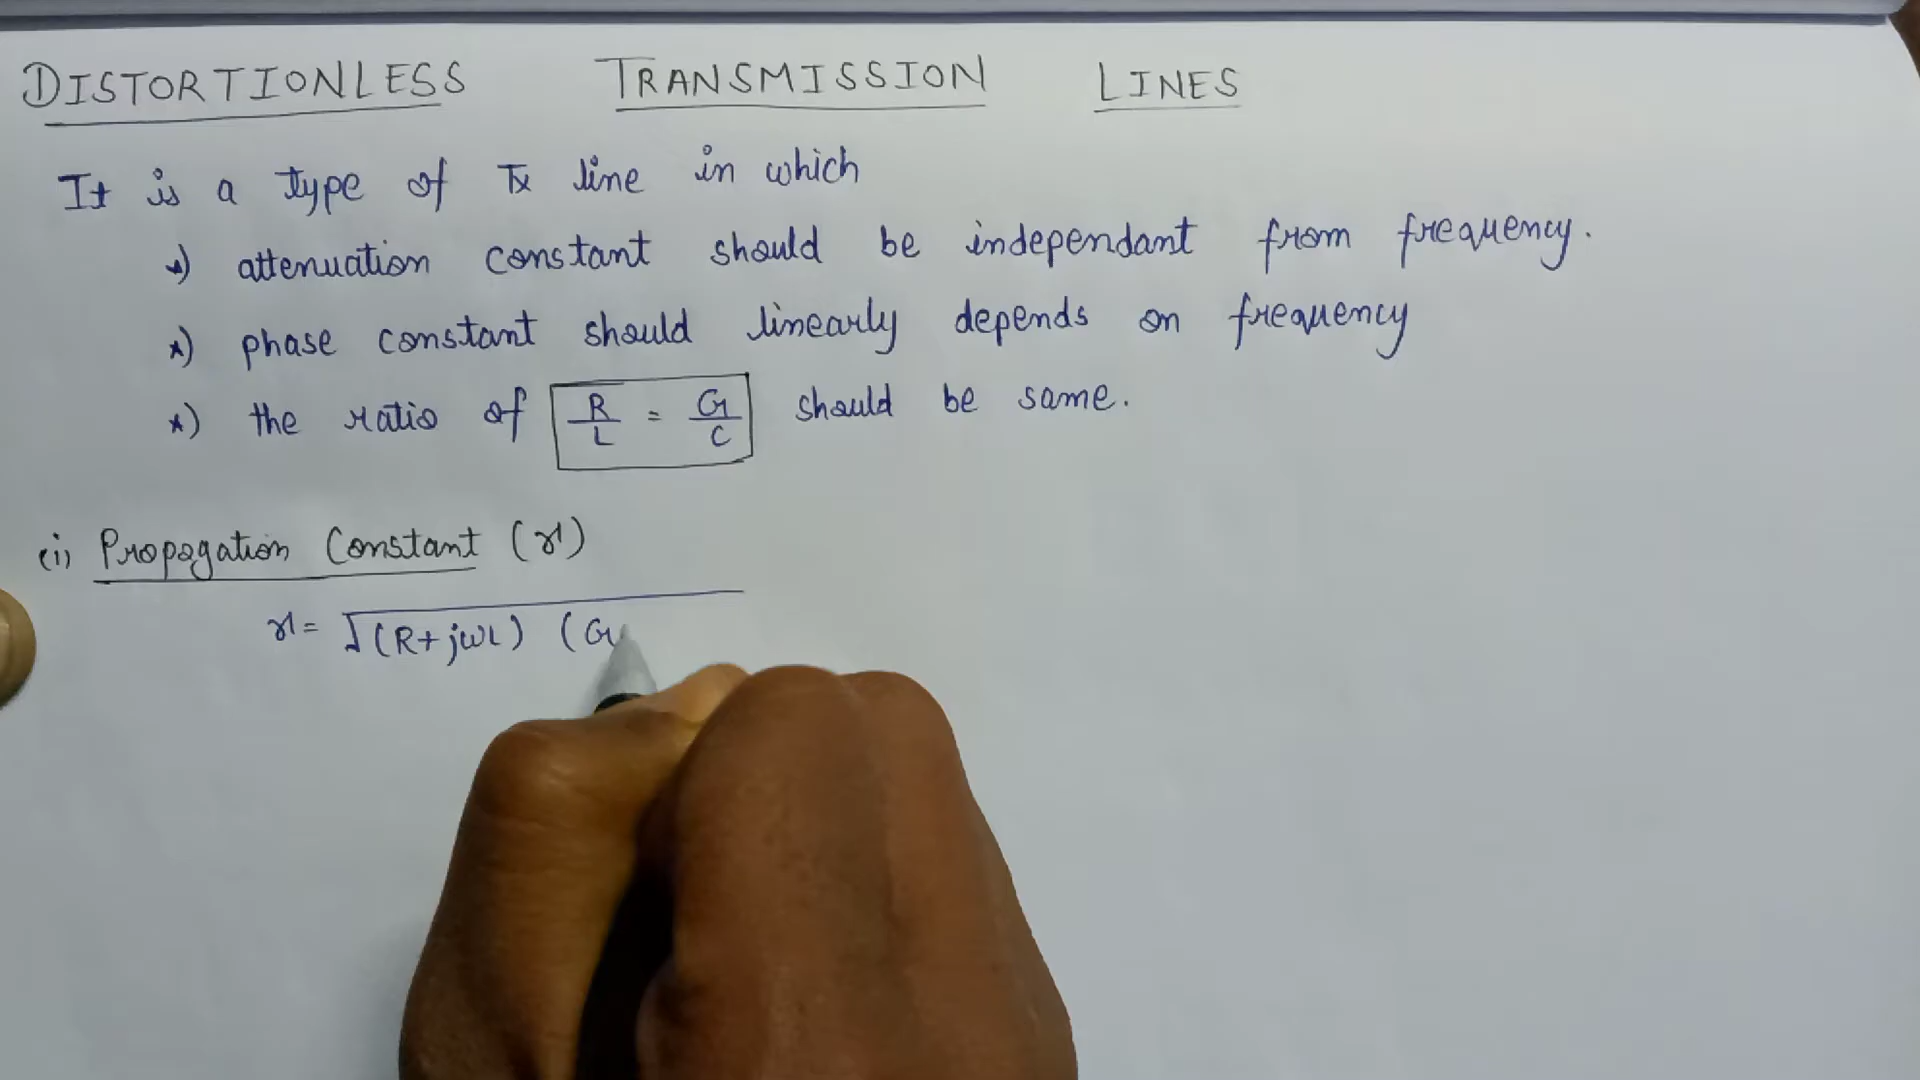 DISTORTIONLESS TRANSMISSION LINES
It is a type of Tx line in which
*) attenuation constant should be independant from frequency.
*) phase constant should linearly depends on frequency
*) the ratio of R/L = G/C should be same.
(i) Propagation Constant (γ)
γ = √(R+jωL) (G